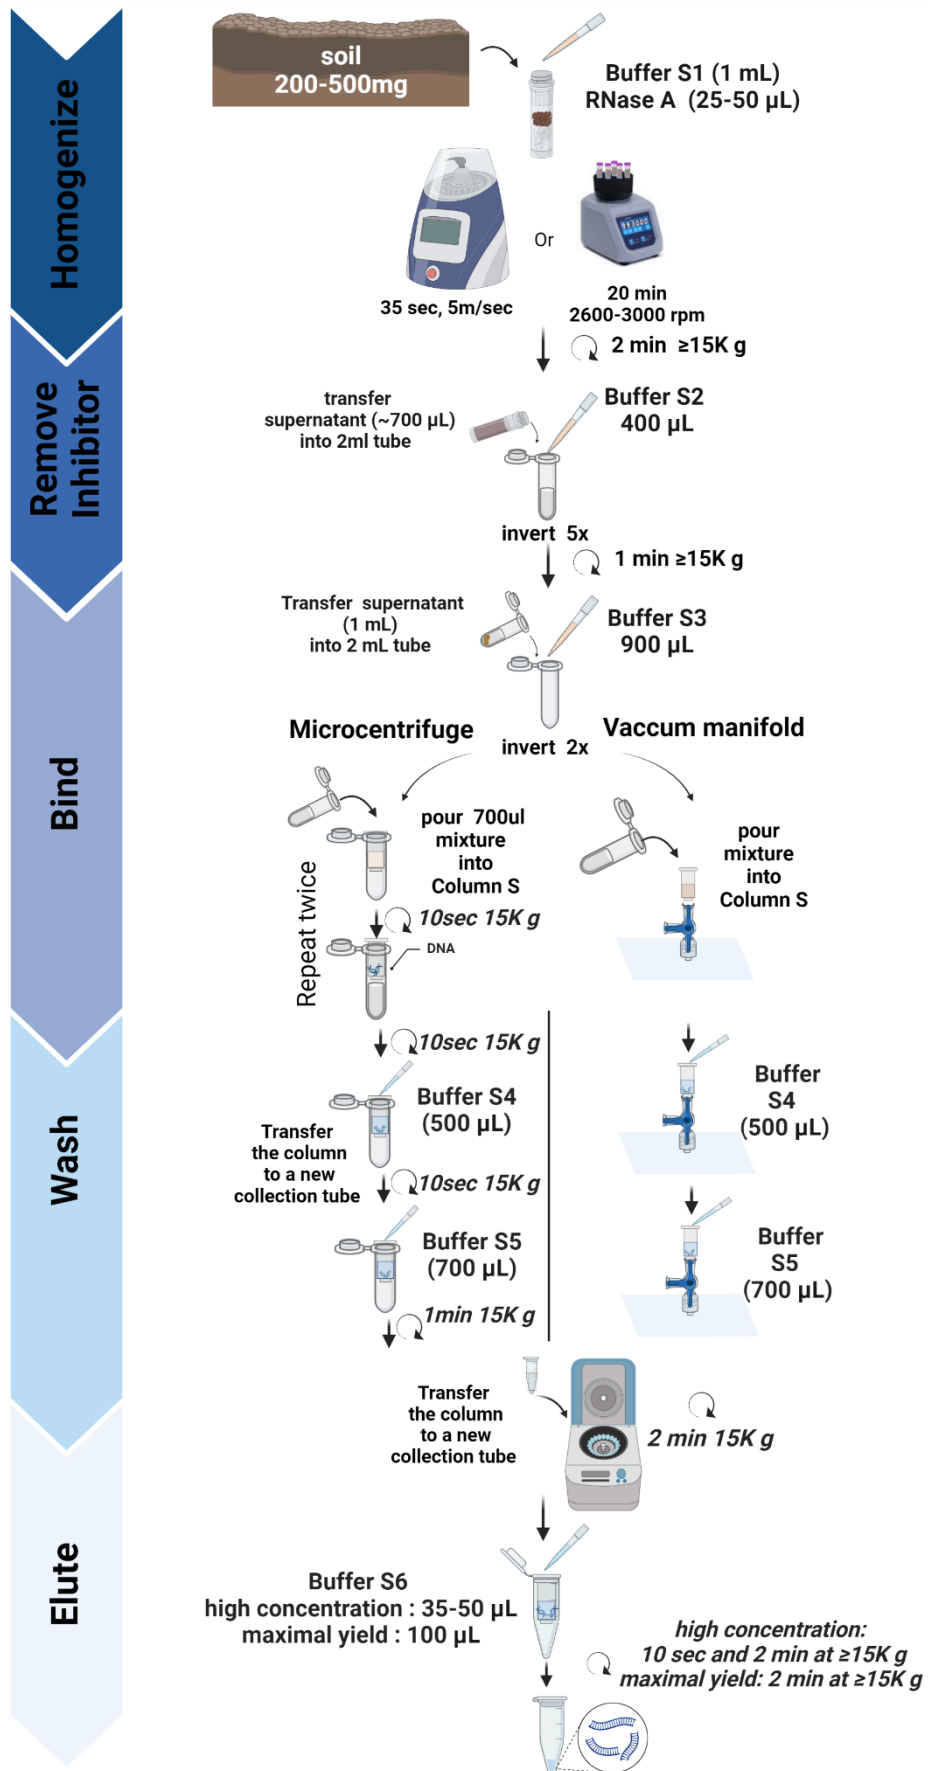 Homogenize
soil
200-500mg
Buffer S1 (1 mL)
RNase A (25-50 µL)
Or
35 sec, 5m/sec
20 min
2600-3000 rpm
2 min ≥15K g
Remove
Inhibitor
transfer
supernatant (~700 µL)
into 2ml tube
Buffer S2
400 µL
invert 5x
1 min ≥15K g
Bind
Transfer supernatant
(1 mL)
into 2 mL tube
Buffer S3
900 µL
invert 2x
Microcentrifuge
Vaccum manifold
pour 700ul
mixture
into
Column S
Repeat twice
10sec 15K g
DNA
10sec 15K g
pour
mixture
into
Column S
Wash
Buffer S4
(500 µL)
Transfer
the column
to a new
collection tube
10sec 15K g
Buffer S5
(700 µL)
1min 15K g
Buffer
S4
(500 µL)
Buffer
S5
(700 µL)
Transfer
the column
to a new
collection tube
2 min 15K g
Elute
Buffer S6
high concentration : 35-50 µL
maximal yield : 100 µL
high concentration:
10 sec and 2 min at ≥15K g
maximal yield: 2 min at ≥15K g